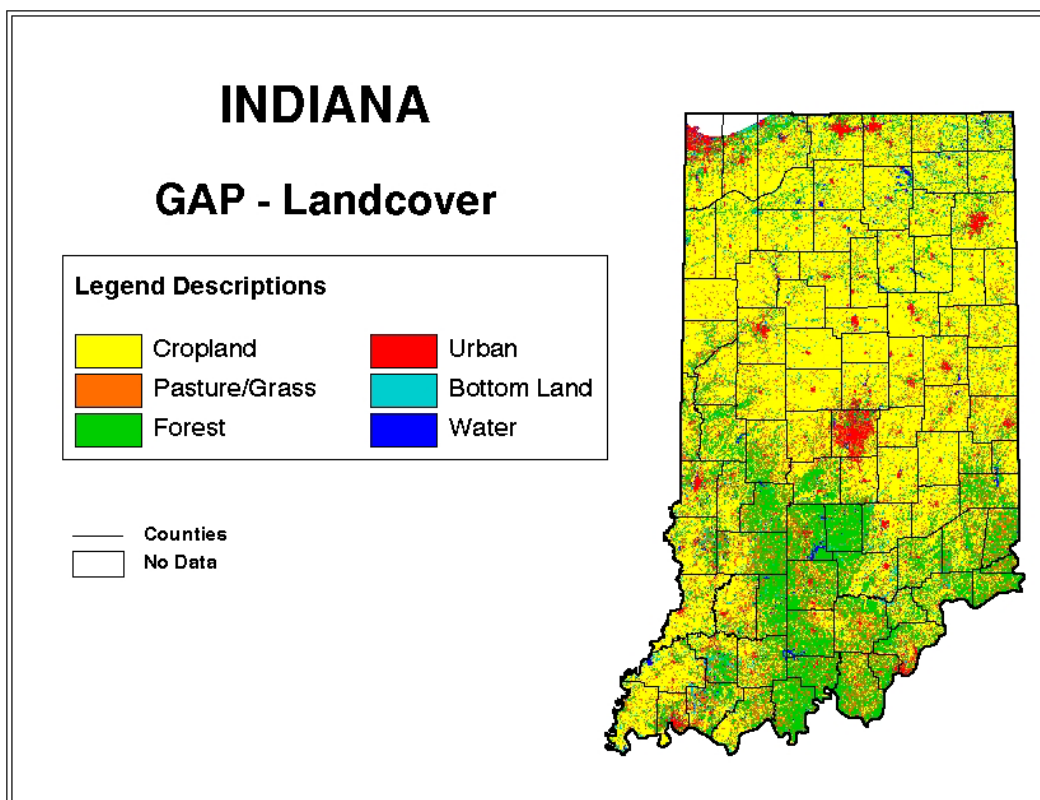 INDIANA
GAP - Landcover
Legend Descriptions
Cropland
Urban
Pasture/Grass
Bottom Land
Forest
Water
Counties
No Data